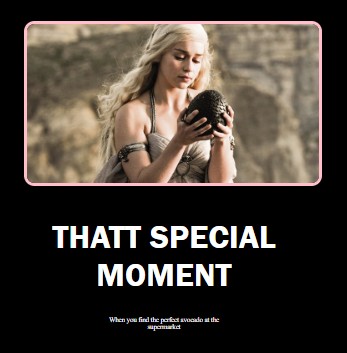 THATT SPECIAL
MOMENT
When you find the perfect avocado at the
supermarket